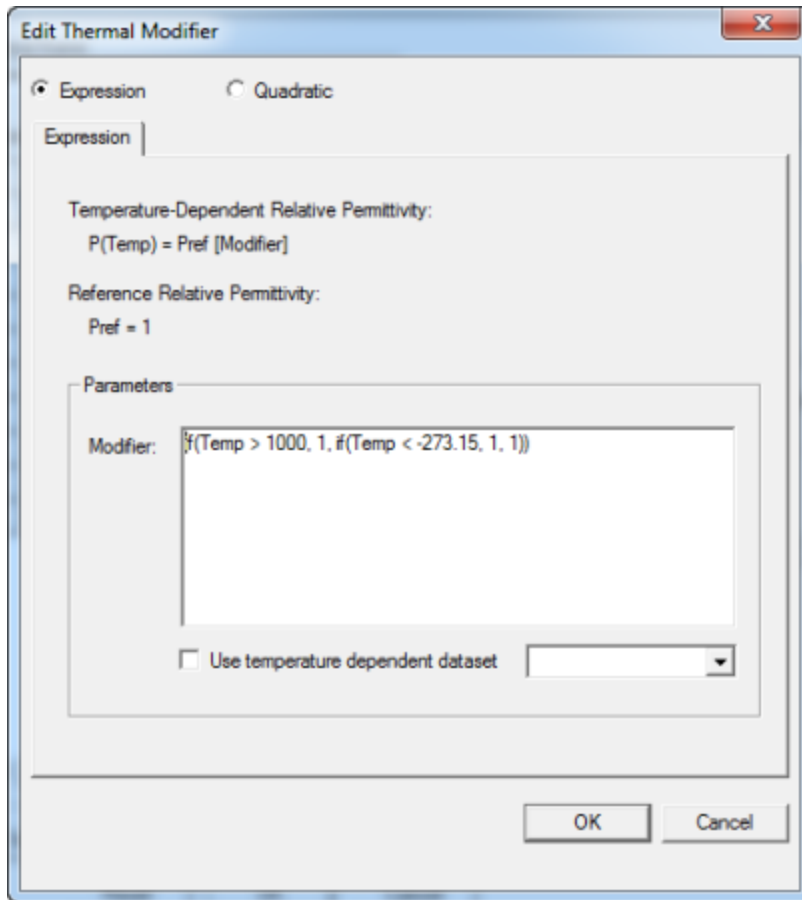 Edit Thermal Modifier
Expression
Quadratic
Expression
Temperature-Dependent Relative Permittivity:
P(Temp) = Pref [Modifier]
Reference Relative Permittivity:
Pref = 1
Parameters
Modifier:
if(Temp > 1000, 1, if(Temp < -273.15, 1, 1))
Use temperature dependent dataset
OK
Cancel